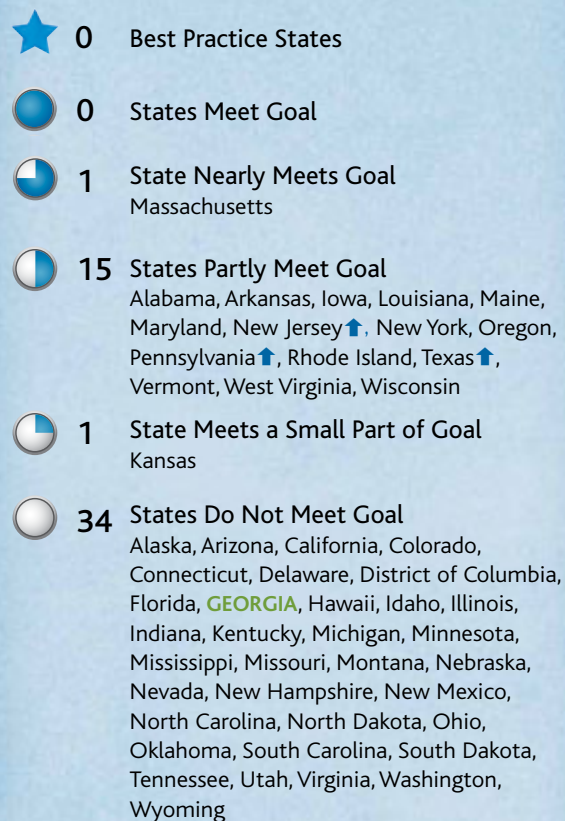 0 Best Practice States
0 States Meet Goal
1 State Nearly Meets Goal
Massachusetts
15 States Partly Meet Goal
Alabama, Arkansas, Iowa, Louisiana, Maine,
Maryland, New Jersey⬆, New York, Oregon,
Pennsylvania⬆, Rhode Island, Texas⬆,
Vermont, West Virginia, Wisconsin
1 State Meets a Small Part of Goal
Kansas
34 States Do Not Meet Goal
Alaska, Arizona, California, Colorado,
Connecticut, Delaware, District of Columbia,
Florida, GEORGIA, Hawaii, Idaho, Illinois,
Indiana, Kentucky, Michigan, Minnesota,
Mississippi, Missouri, Montana, Nebraska,
Nevada, New Hampshire, New Mexico,
North Carolina, North Dakota, Ohio,
Oklahoma, South Carolina, South Dakota,
Tennessee, Utah, Virginia, Washington,
Wyoming